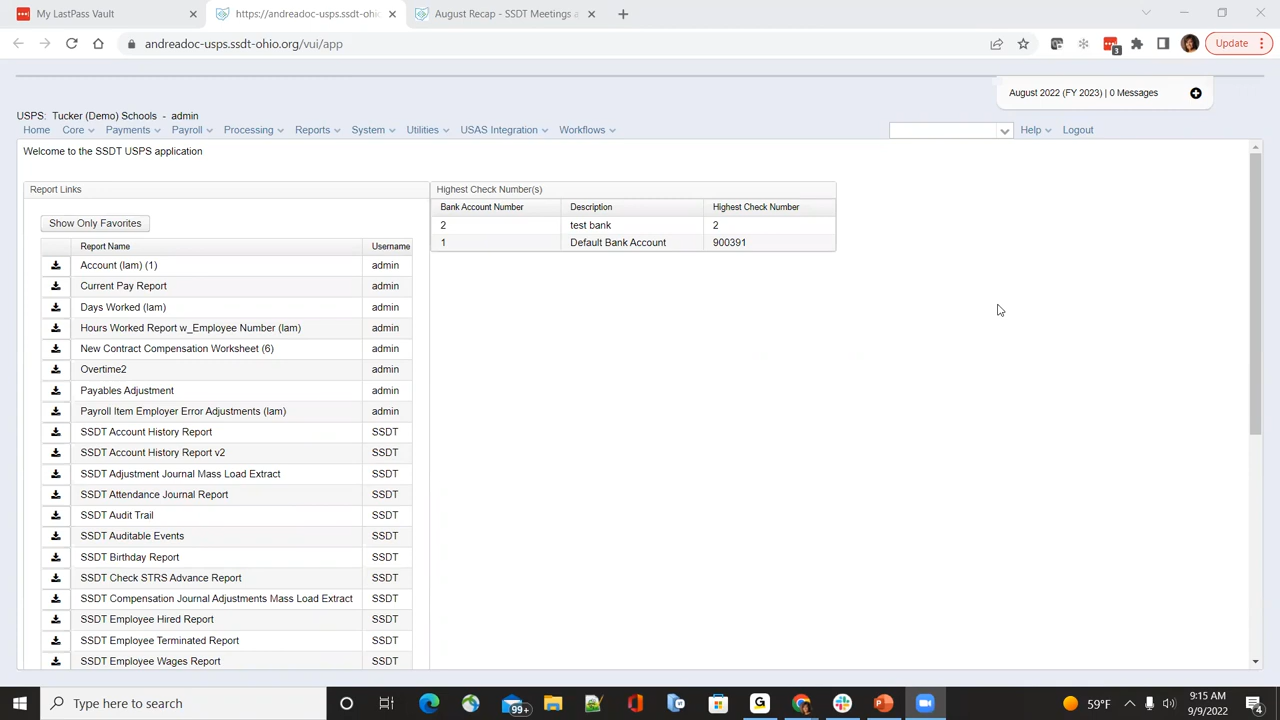 My LastPass Vault
https://andreadoc-usps.ssdt-ohi
August Recap - SSDT Meetings a
andreadoc-usps.ssdt-ohio.org/vui/app
3
Update
August 2022 (FY 2023) | 0 Messages
USPS: Tucker (Demo) Schools - admin
Home Core Payments Payroll Processing Reports System Utilities USAS Integration Workflows Help Logout
Welcome to the SSDT USPS application
Report Links
Highest Check Number(s)
Bank Account Number Description Highest Check Number
2 test bank 2
1 Default Bank Account 900391
Show Only Favorites
Report Name Username
Account (lam) (1) admin
Current Pay Report admin
Days Worked (lam) admin
Hours Worked Report w_Employee Number (lam) admin
New Contract Compensation Worksheet (6) admin
Overtime2 admin
Payables Adjustment admin
Payroll Item Employer Error Adjustments (lam) admin
SSDT Account History Report SSDT
SSDT Account History Report v2 SSDT
SSDT Adjustment Journal Mass Load Extract SSDT
SSDT Attendance Journal Report SSDT
SSDT Audit Trail SSDT
SSDT Auditable Events SSDT
SSDT Birthday Report SSDT
SSDT Check STRS Advance Report SSDT
SSDT Compensation Journal Adjustments Mass Load Extract SSDT
SSDT Employee Hired Report SSDT
SSDT Employee Terminated Report SSDT
SSDT Employee Wages Report SSDT
Type here to search
99+
59°F
9:15 AM
9/9/2022
4